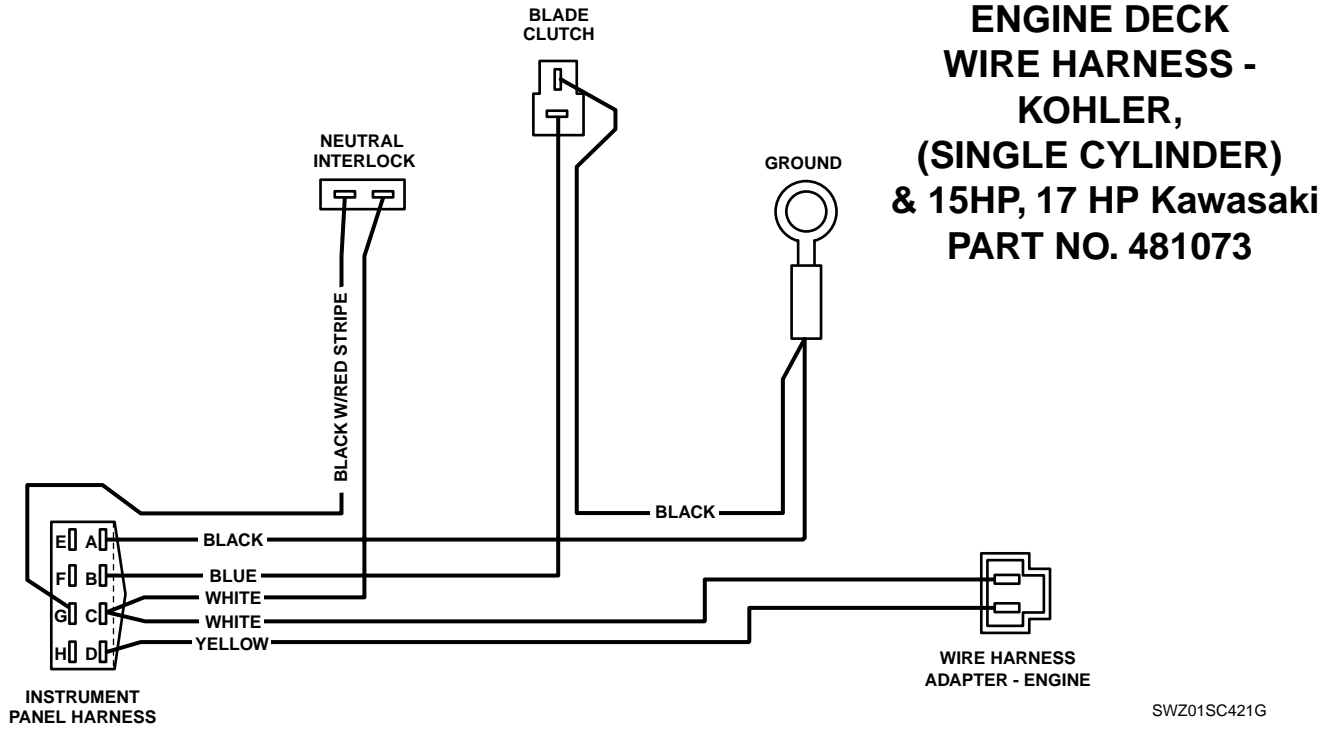 ENGINE DECK
WIRE HARNESS -
KOHLER,
(SINGLE CYLINDER)
& 15HP, 17 HP Kawasaki
PART NO. 481073
BLADE
CLUTCH
NEUTRAL
INTERLOCK
GROUND
BLACK W/RED STRIPE
BLACK
E A
BLACK
F B
BLUE
WHITE
G C
WHITE
H D
YELLOW
INSTRUMENT
PANEL HARNESS
WIRE HARNESS
ADAPTER - ENGINE
SWZ01SC421G